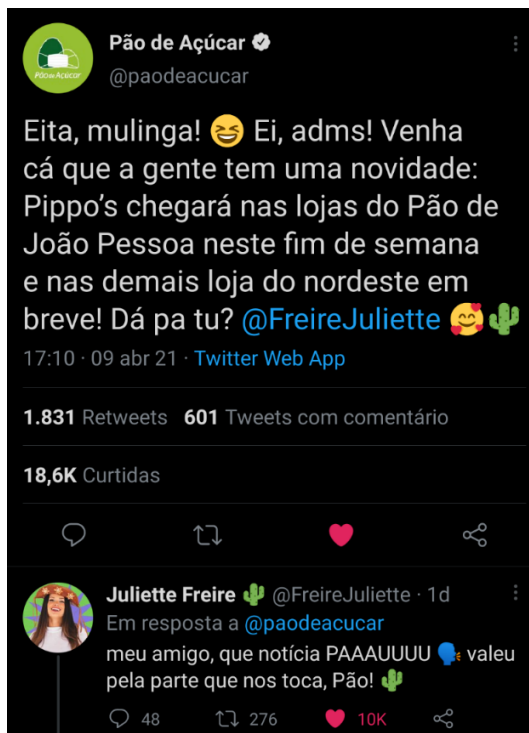 Pão de Açúcar
@paodeacucar
Pão de Açúcar
Eita, mulinga! 😆 Ei, adms! Venha
cá que a gente tem uma novidade:
Pippo's chegará nas lojas do Pão de
João Pessoa neste fim de semana
e nas demais loja do nordeste em
breve! Dá pa tu? @FreireJuliette 🥰🌵
17:10 · 09 abr 21 · Twitter Web App
1.831 Retweets 601 Tweets com comentário
18,6K Curtidas
Juliette Freire 🌵 @FreireJuliette · 1d
Em resposta a @paodeacucar
meu amigo, que notícia PAAAUUUU 🗣 valeu
pela parte que nos toca, Pão! 🌵
48 276 10K